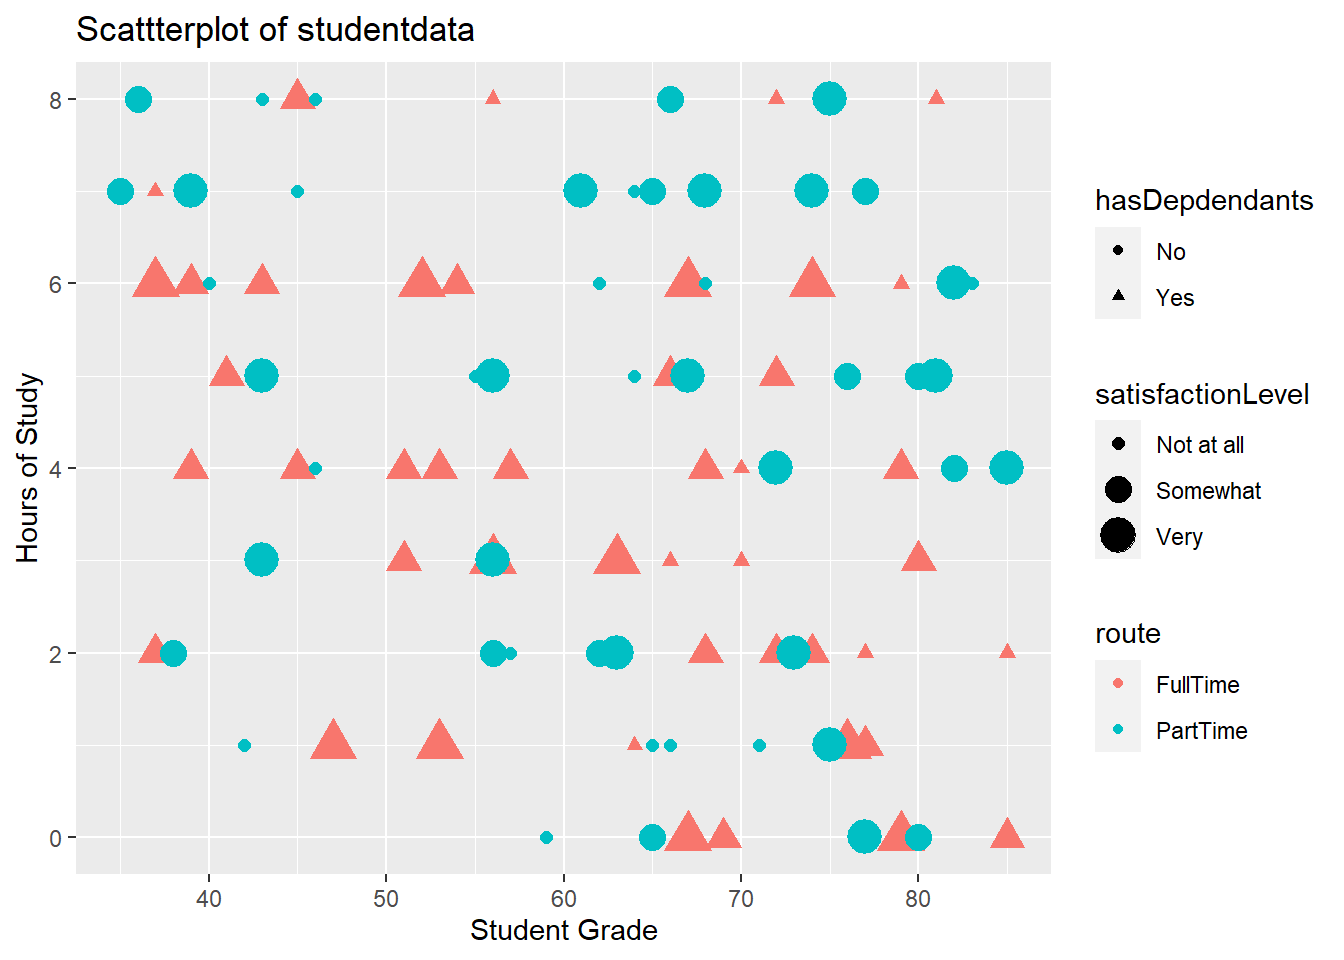 Scattterplot of studentdata
Hours of Study
8
6
4
2
0
40 50 60 70 80
Student Grade
hasDepdendants
No
Yes
satisfactionLevel
Not at all
Somewhat
Very
route
FullTime
PartTime